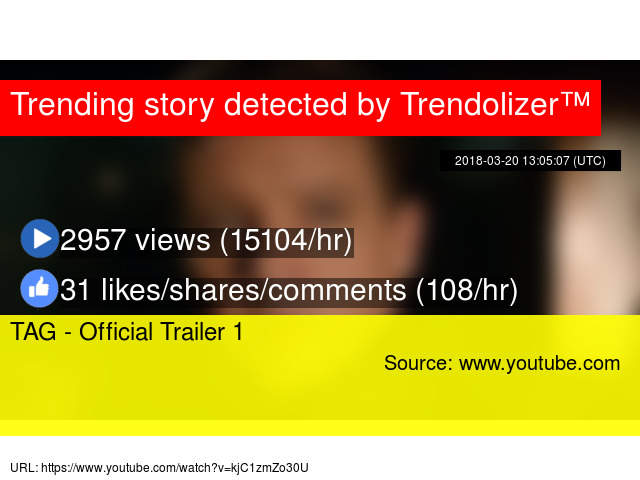 Trending story detected by Trendolizer™
2018-03-20 13:05:07 (UTC)
2957 views (15104/hr)
31 likes/shares/comments (108/hr)
TAG - Official Trailer 1
Source: www.youtube.com
URL: https://www.youtube.com/watch?v=kjC1zmZo30U